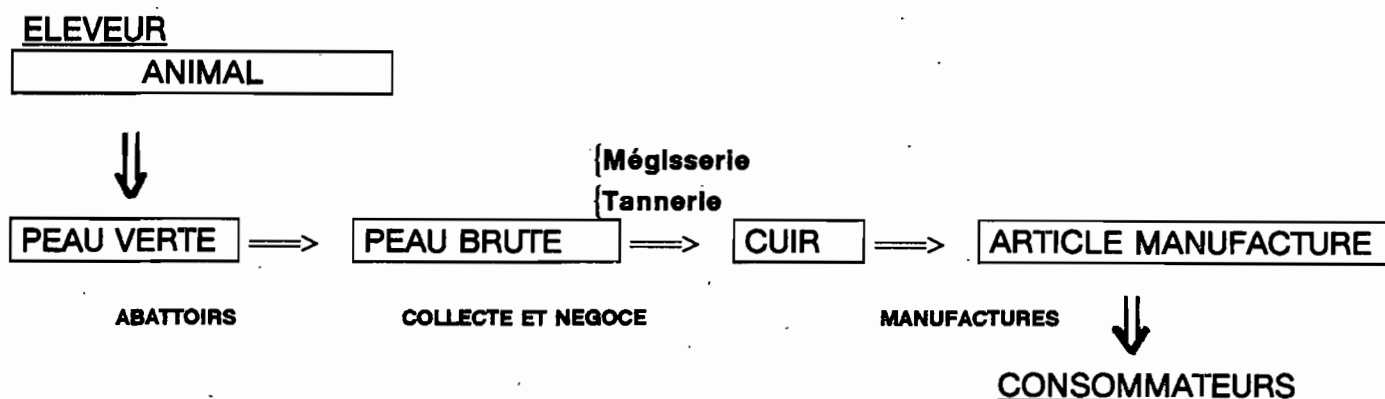 ELEVEUR
ANIMAL
{Mégisserie
{Tannerie
PEAU VERTE ===> PEAU BRUTE ===> CUIR ===> ARTICLE MANUFACTURE
ABATTOIRS COLLECTE ET NEGOCE MANUFACTURES
CONSOMMATEURS